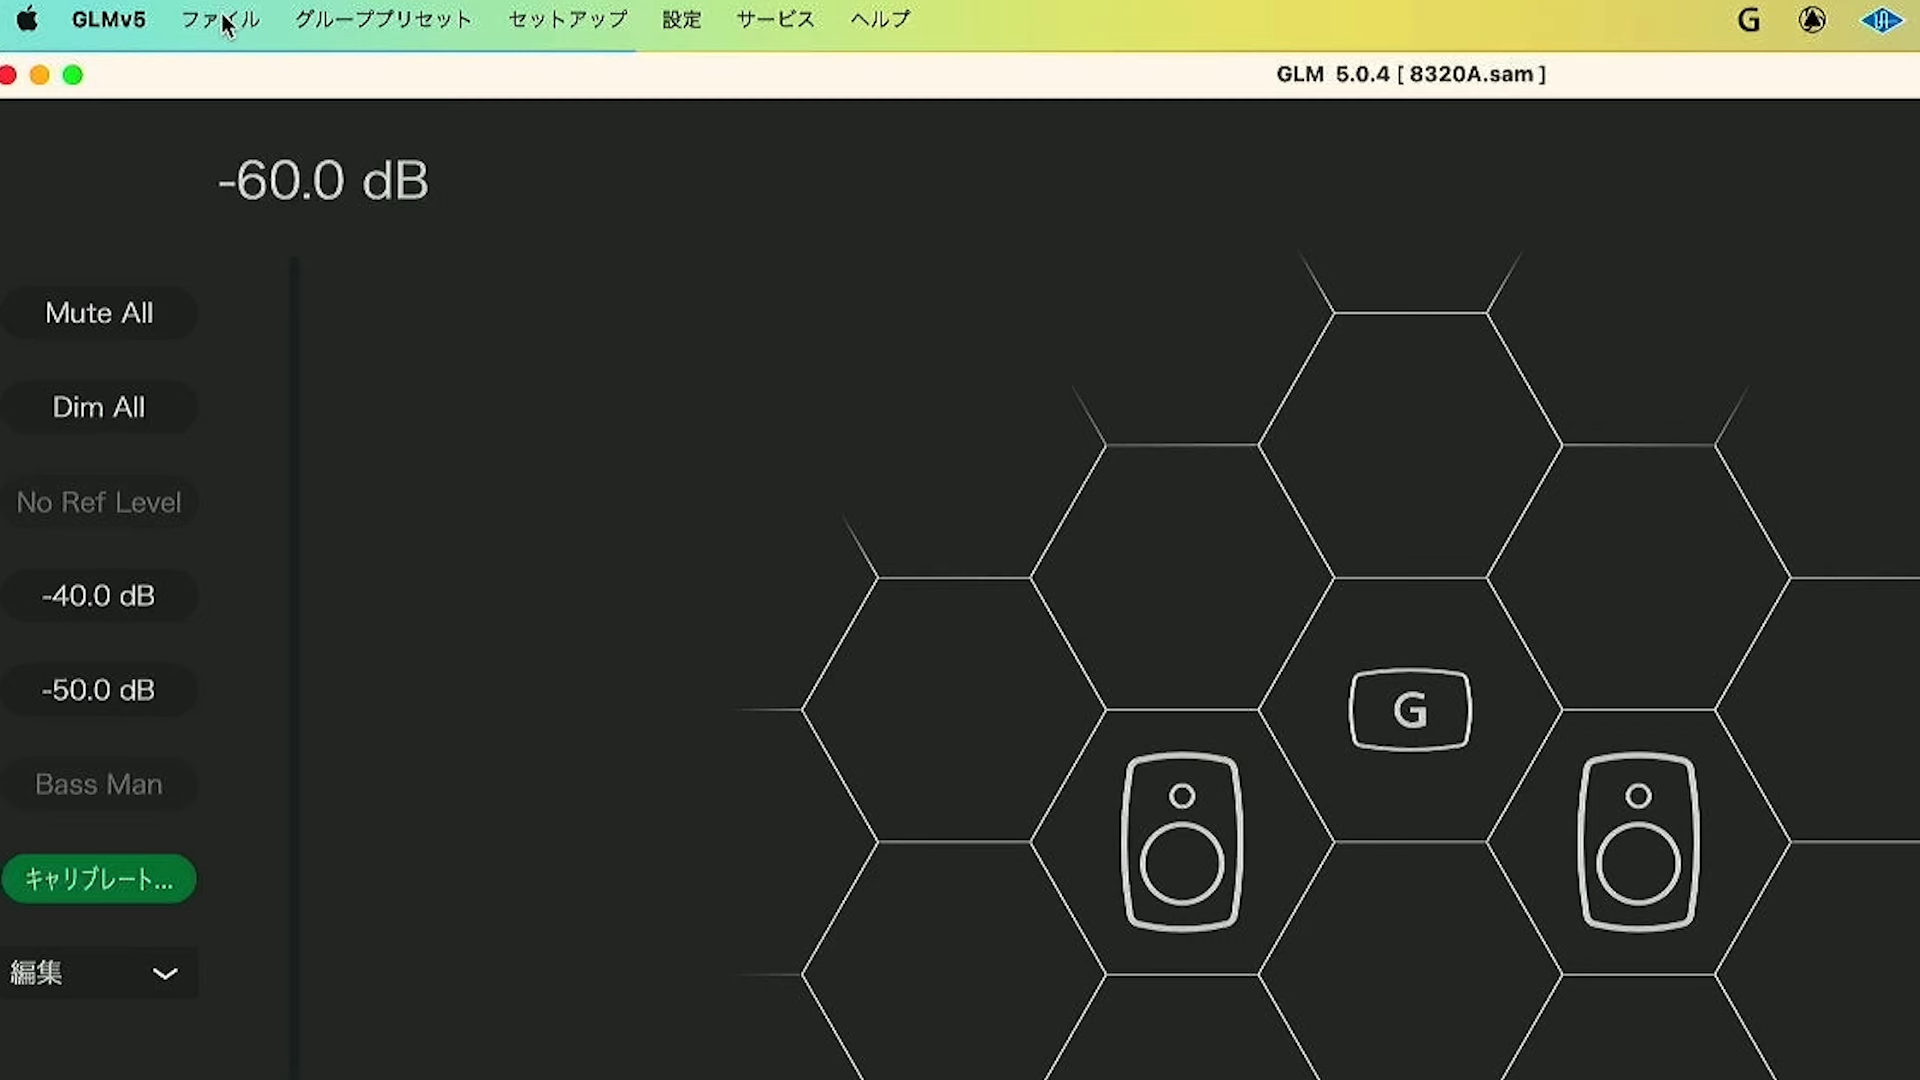 GLMv5 ファイル グループプリセット セットアップ 設定 サービス ヘルプ G
GLM 5.0.4 [ 8320A.sam ]
-60.0 dB
Mute All
Dim All
No Ref Level
-40.0 dB
-50.0 dB
Bass Man
キャリブレート...
編集
G